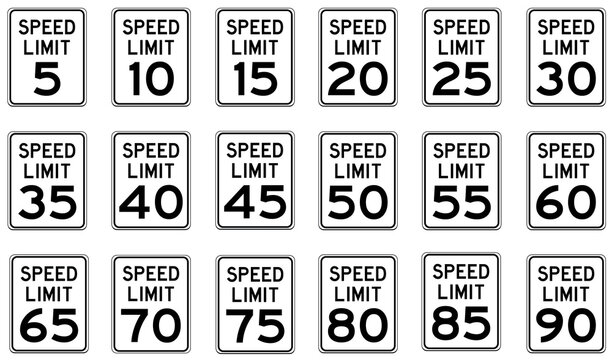 SPEED LIMIT 5
SPEED LIMIT 10
SPEED LIMIT 15
SPEED LIMIT 20
SPEED LIMIT 25
SPEED LIMIT 30
SPEED LIMIT 35
SPEED LIMIT 40
SPEED LIMIT 45
SPEED LIMIT 50
SPEED LIMIT 55
SPEED LIMIT 60
SPEED LIMIT 65
SPEED LIMIT 70
SPEED LIMIT 75
SPEED LIMIT 80
SPEED LIMIT 85
SPEED LIMIT 90